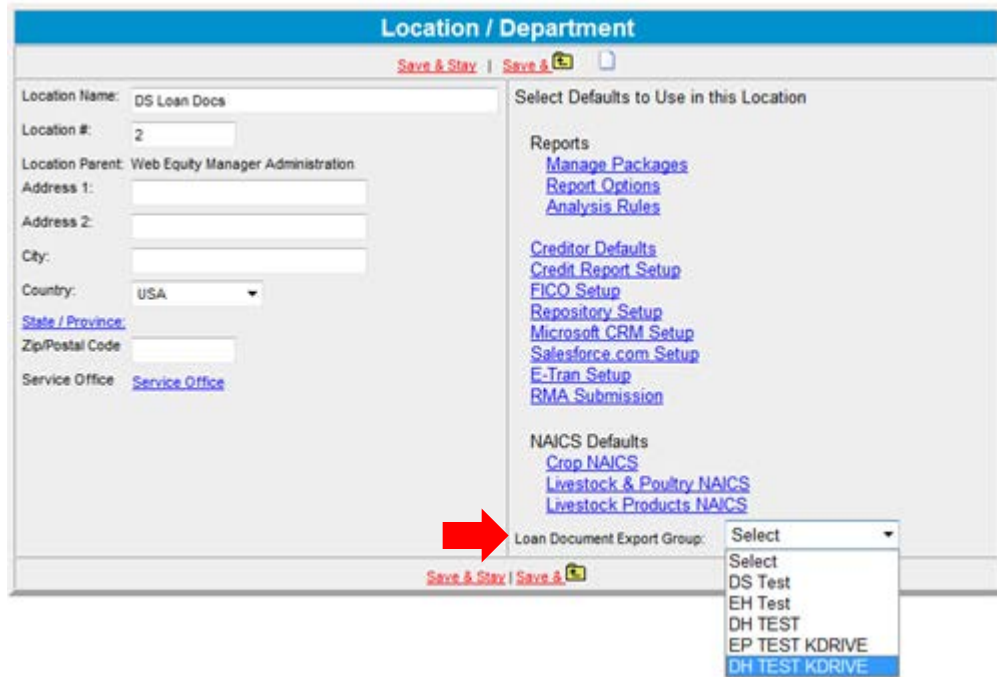 Location / Department
Save & Stay | Save &
Location Name: DS Loan Docs
Location #: 2
Location Parent: Web Equity Manager Administration
Address 1:
Address 2:
City:
Country: USA
State / Province:
Zip/Postal Code
Service Office Service Office
Select Defaults to Use in this Location
Reports
Manage Packages
Report Options
Analysis Rules
Creditor Defaults
Credit Report Setup
FICO Setup
Repository Setup
Microsoft CRM Setup
Salesforce.com Setup
E-Tran Setup
RMA Submission
NAICS Defaults
Crop NAICS
Livestock & Poultry NAICS
Livestock Products NAICS
Loan Document Export Group: Select
Select
DS Test
EH Test
DH TEST
EP TEST KDRIVE
DH TEST KDRIVE
Save & Stay | Save &